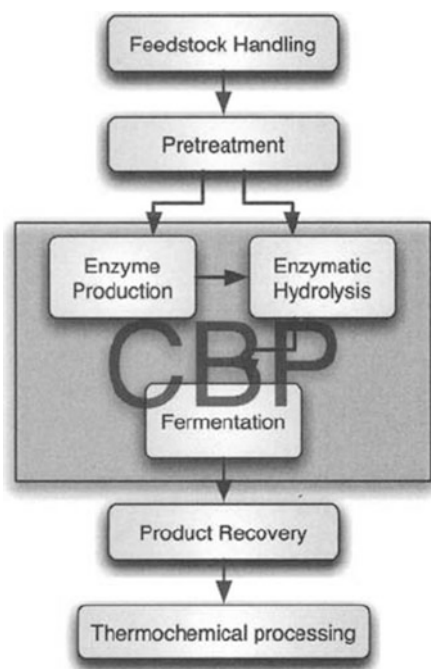 Feedstock Handling
Pretreatment
Enzyme
Production
Enzymatic
Hydrolysis
CBP
Fermentation
Product Recovery
Thermochemical processing